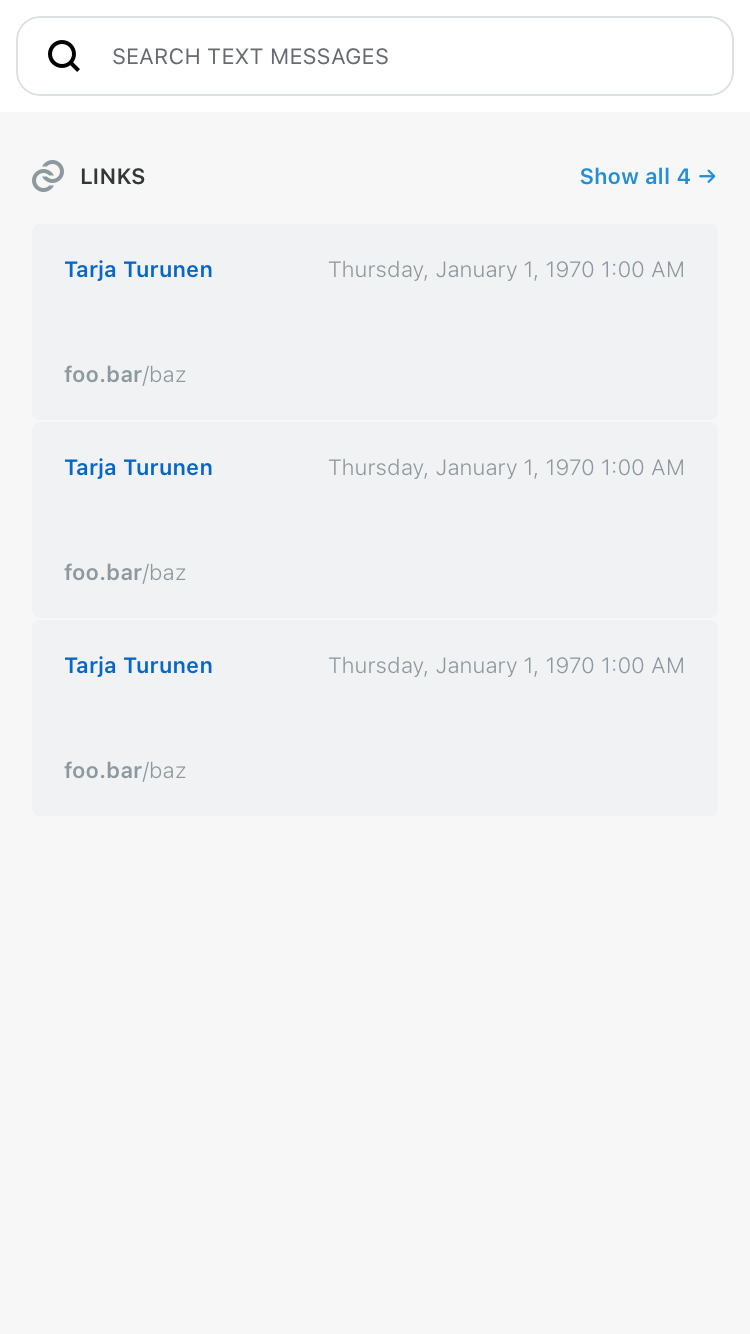 SEARCH TEXT MESSAGES
LINKS Show all 4 →
Tarja Turunen Thursday, January 1, 1970 1:00 AM
foo.bar/baz
Tarja Turunen Thursday, January 1, 1970 1:00 AM
foo.bar/baz
Tarja Turunen Thursday, January 1, 1970 1:00 AM
foo.bar/baz